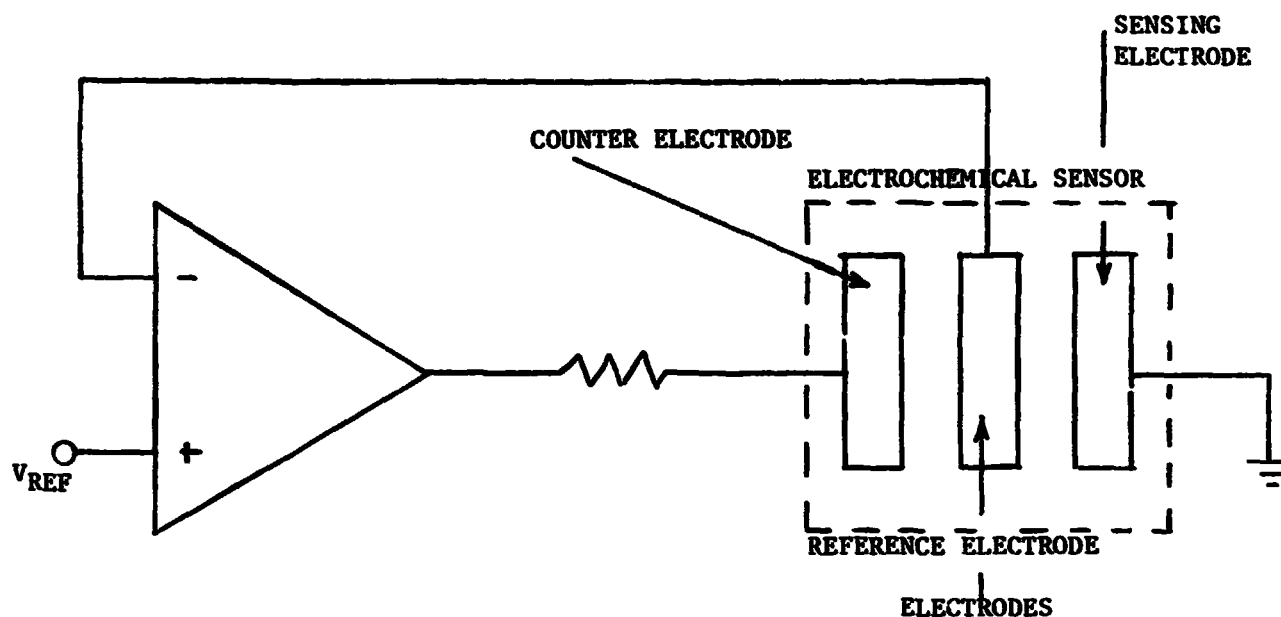 SENSING
ELECTRODE
COUNTER ELECTRODE
ELECTROCHEMICAL SENSOR
-
+
VREF
REFERENCE ELECTRODE
ELECTRODES